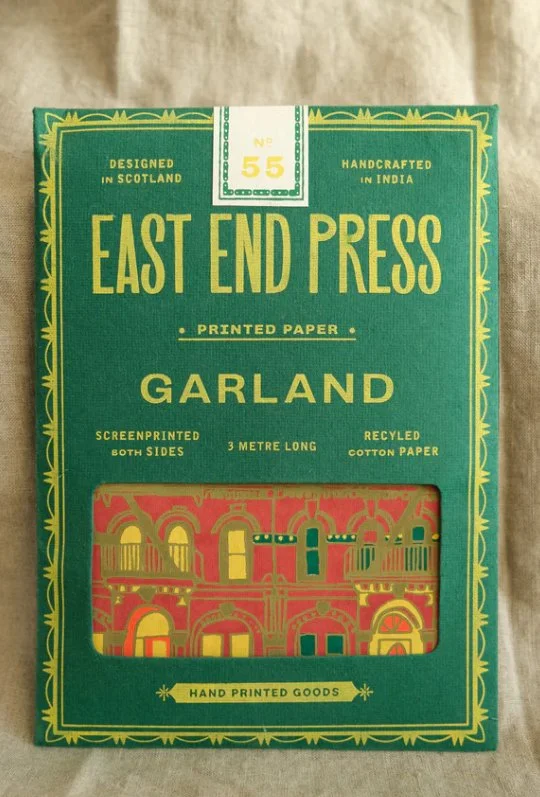 Nº
55
DESIGNED
IN SCOTLAND
HANDCRAFTED
IN INDIA
EAST END PRESS
• PRINTED PAPER •
GARLAND
SCREENPRINTED
BOTH SIDES
3 METRE LONG
RECYLED
COTTON PAPER
HAND PRINTED GOODS